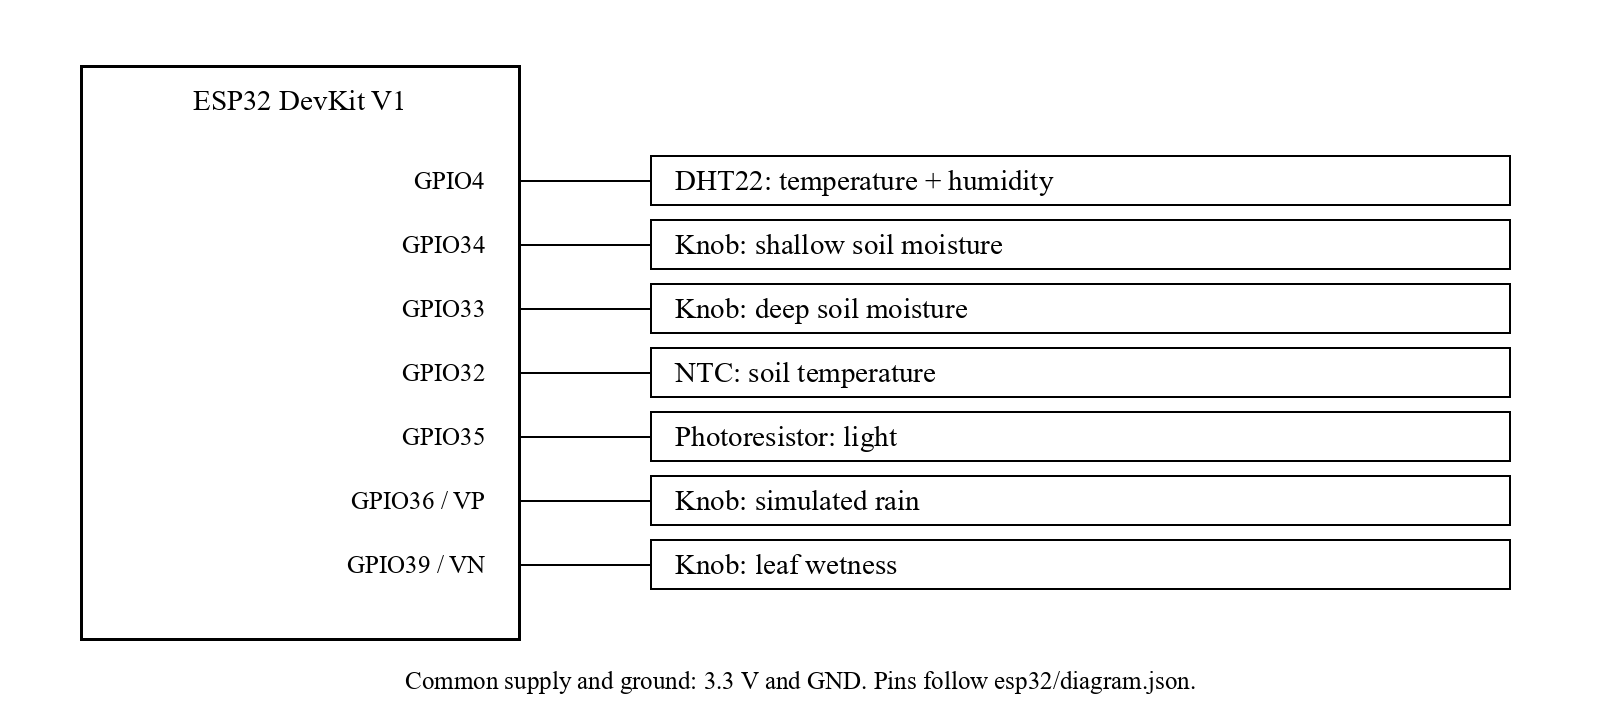 ESP32 DevKit V1
GPIO4
DHT22: temperature + humidity
GPIO34
Knob: shallow soil moisture
GPIO33
Knob: deep soil moisture
GPIO32
NTC: soil temperature
GPIO35
Photoresistor: light
GPIO36 / VP
Knob: simulated rain
GPIO39 / VN
Knob: leaf wetness
Common supply and ground: 3.3 V and GND. Pins follow esp32/diagram.json.